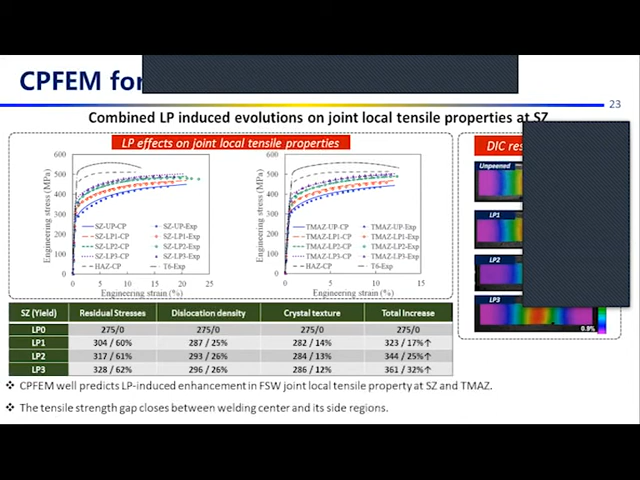 CPFEM for
23
Combined LP induced evolutions on joint local tensile properties at SZ
LP effects on joint local tensile properties
DIC res
600
500
400
300
200
100
0
Engineering stress (MPa)
SZ-UP-CP SZ-UP-Exp
SZ-LP1-CP SZ-LP1-Exp
SZ-LP2-CP SZ-LP2-Exp
SZ-LP3-CP SZ-LP3-Exp
HAZ-CP T6-Exp
0 5 10 15 20 25
Engineering strain (%)
600
500
400
300
200
100
0
Engineering stress (MPa)
TMAZ-UP-CP TMAZ-UP-Exp
TMAZ-LP1-CP TMAZ-LP1-Exp
TMAZ-LP2-CP TMAZ-LP2-Exp
TMAZ-LP3-CP TMAZ-LP3-Exp
HAZ-CP T6-Exp
0 5 10 15
Engineering strain (%)
Unpeened
LP1
LP2
LP3
0.9%
SZ (Yield) Residual Stresses Dislocation density Crystal texture Total Increase
LP0 275/0 275/0 275/0 275/0
LP1 304 / 60% 287 / 25% 282 / 14% 323 / 17%↑
LP2 317 / 61% 293 / 26% 284 / 13% 344 / 25%↑
LP3 328 / 62% 296 / 26% 286 / 12% 361 / 32%↑
❖ CPFEM well predicts LP-induced enhancement in FSW joint local tensile property at SZ and TMAZ.
❖ The tensile strength gap closes between welding center and its side regions.